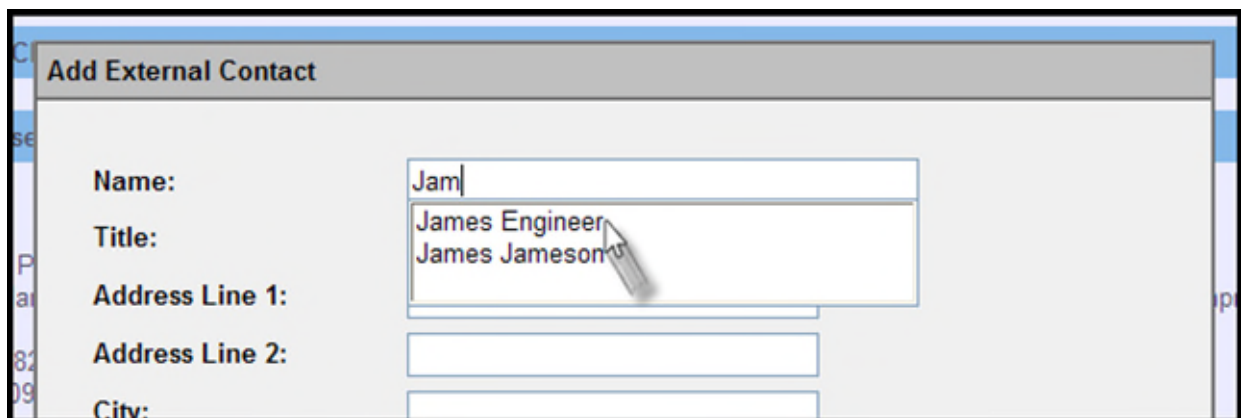 Add External Contact
Name:
Jam
James Engineer
James Jameson
Title:
Address Line 1:
Address Line 2:
City: